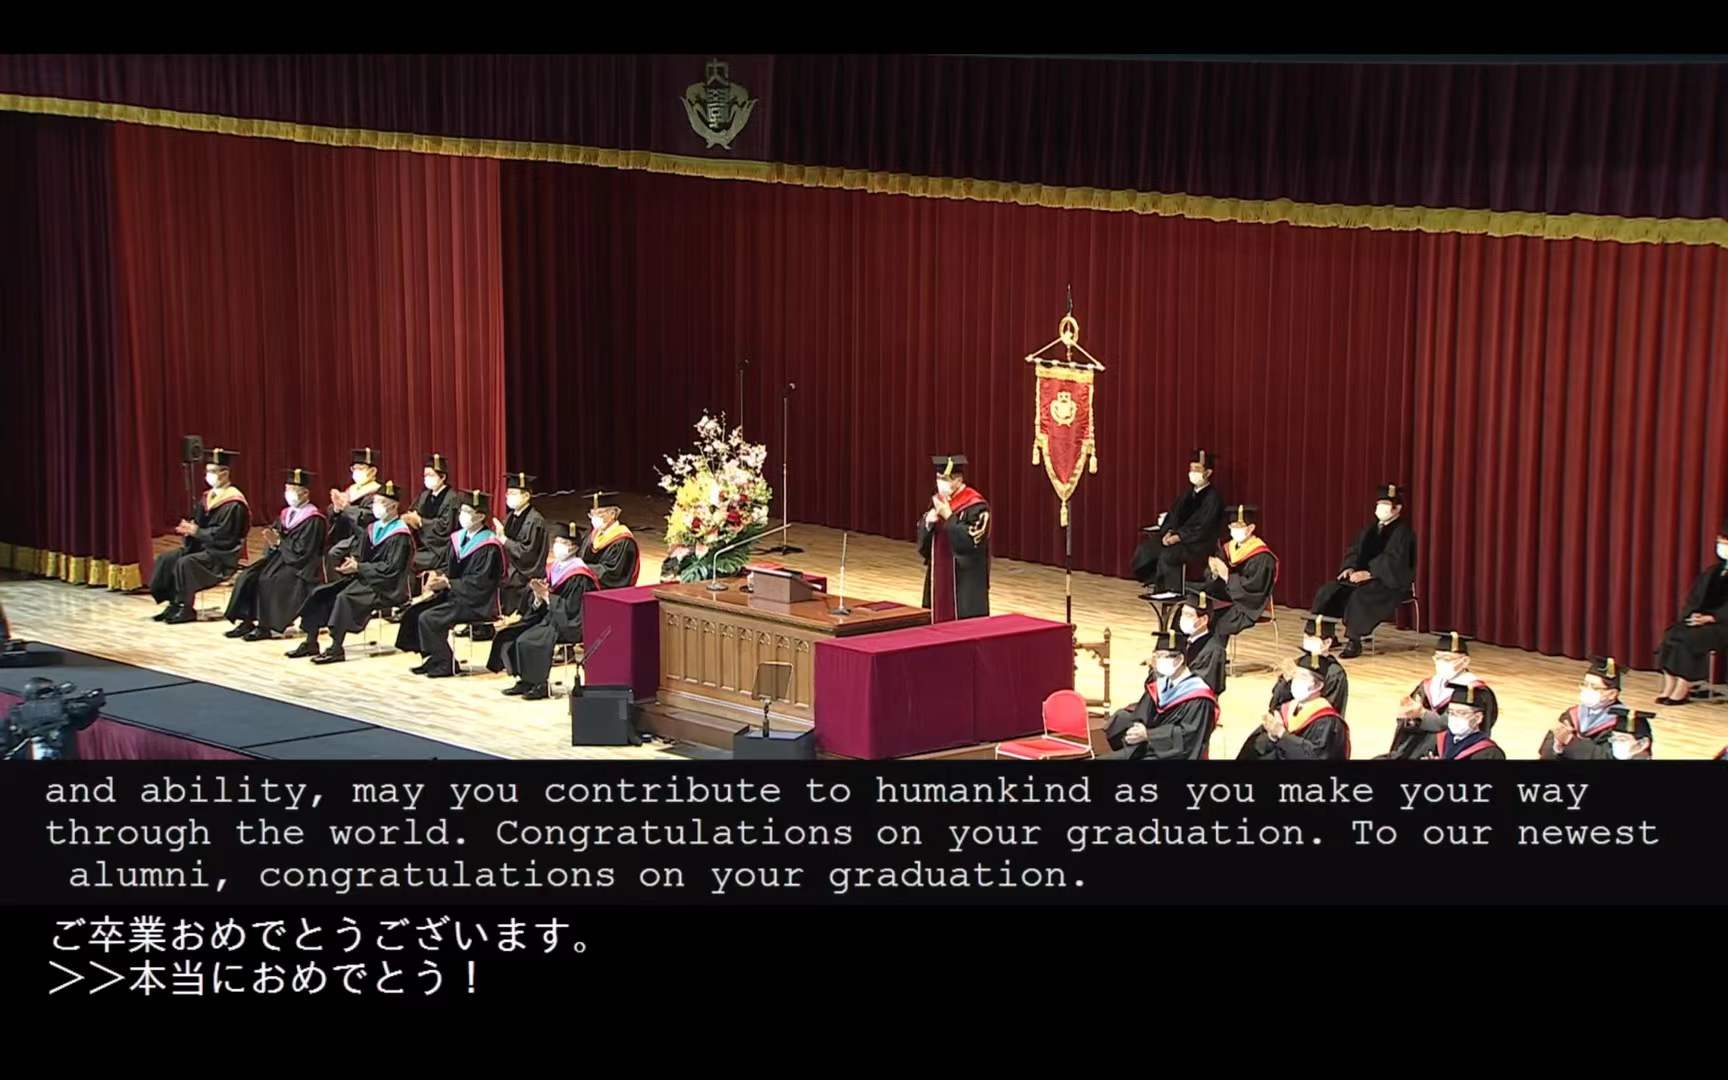 and ability, may you contribute to humankind as you make your way
through the world. Congratulations on your graduation. To our newest
alumni, congratulations on your graduation.
ご卒業おめでとうございます。
＞＞本当におめでとう！